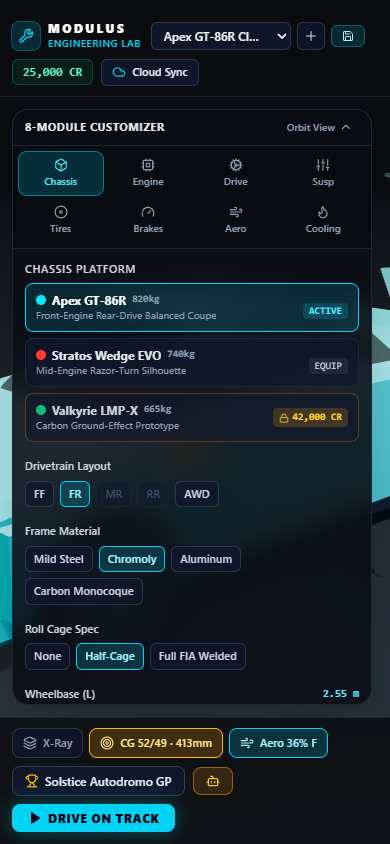 MODULUS
ENGINEERING LAB
Apex GT-86R Cl...
25,000 CR
Cloud Sync
8-MODULE CUSTOMIZER
Orbit View
Chassis
Engine
Drive
Susp
Tires
Brakes
Aero
Cooling
CHASSIS PLATFORM
Apex GT-86R 820kg
Front-Engine Rear-Drive Balanced Coupe
ACTIVE
Stratos Wedge EVO 740kg
Mid-Engine Razor-Turn Silhouette
EQUIP
Valkyrie LMP-X 665kg
Carbon Ground-Effect Prototype
42,000 CR
Drivetrain Layout
FF FR MR RR AWD
Frame Material
Mild Steel Chromoly Aluminum
Carbon Monocoque
Roll Cage Spec
None Half-Cage Full FIA Welded
Wheelbase (L) 2.55 m
X-Ray
CG 52/49 · 413mm
Aero 36% F
Solstice Autodromo GP
DRIVE ON TRACK